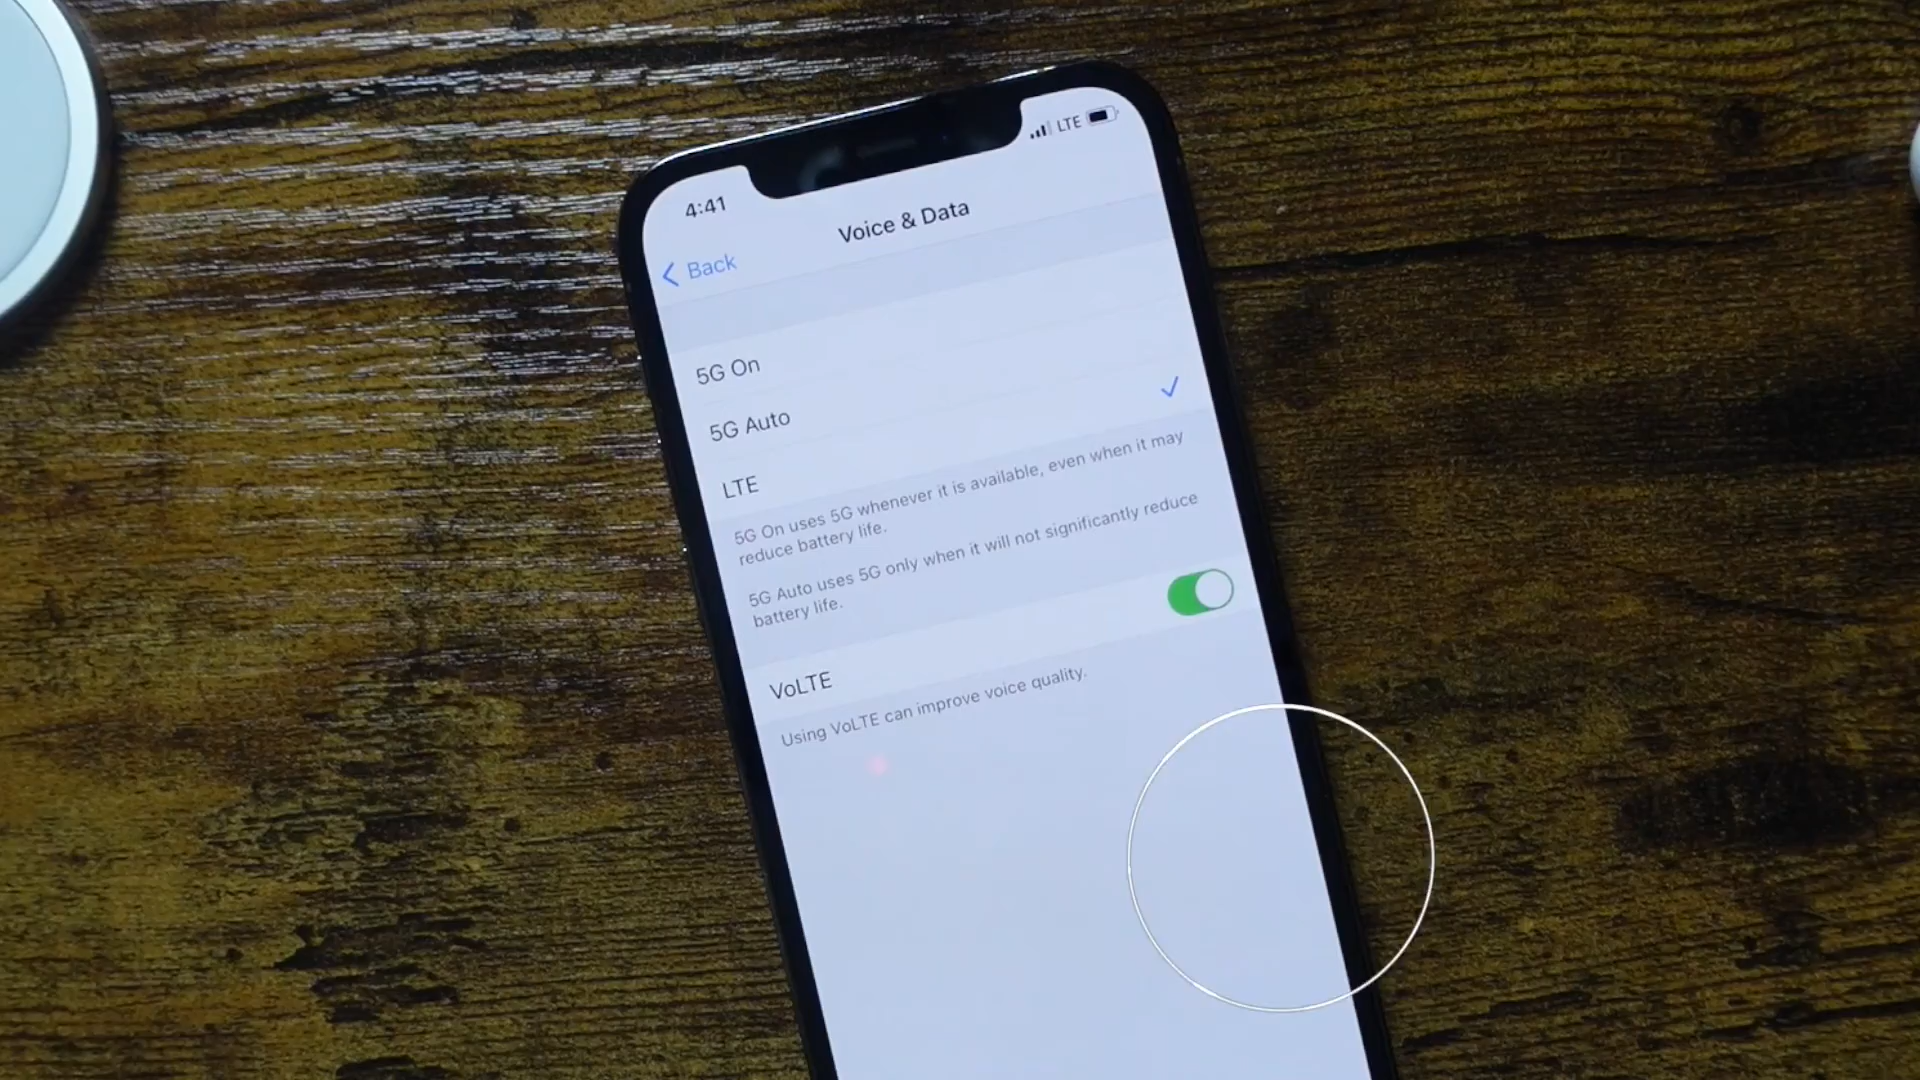 4:41
LTE
Back
Voice & Data
5G On
5G Auto
LTE
5G On uses 5G whenever it is available, even when it may
reduce battery life.
5G Auto uses 5G only when it will not significantly reduce
battery life.
VoLTE
Using VoLTE can improve voice quality.